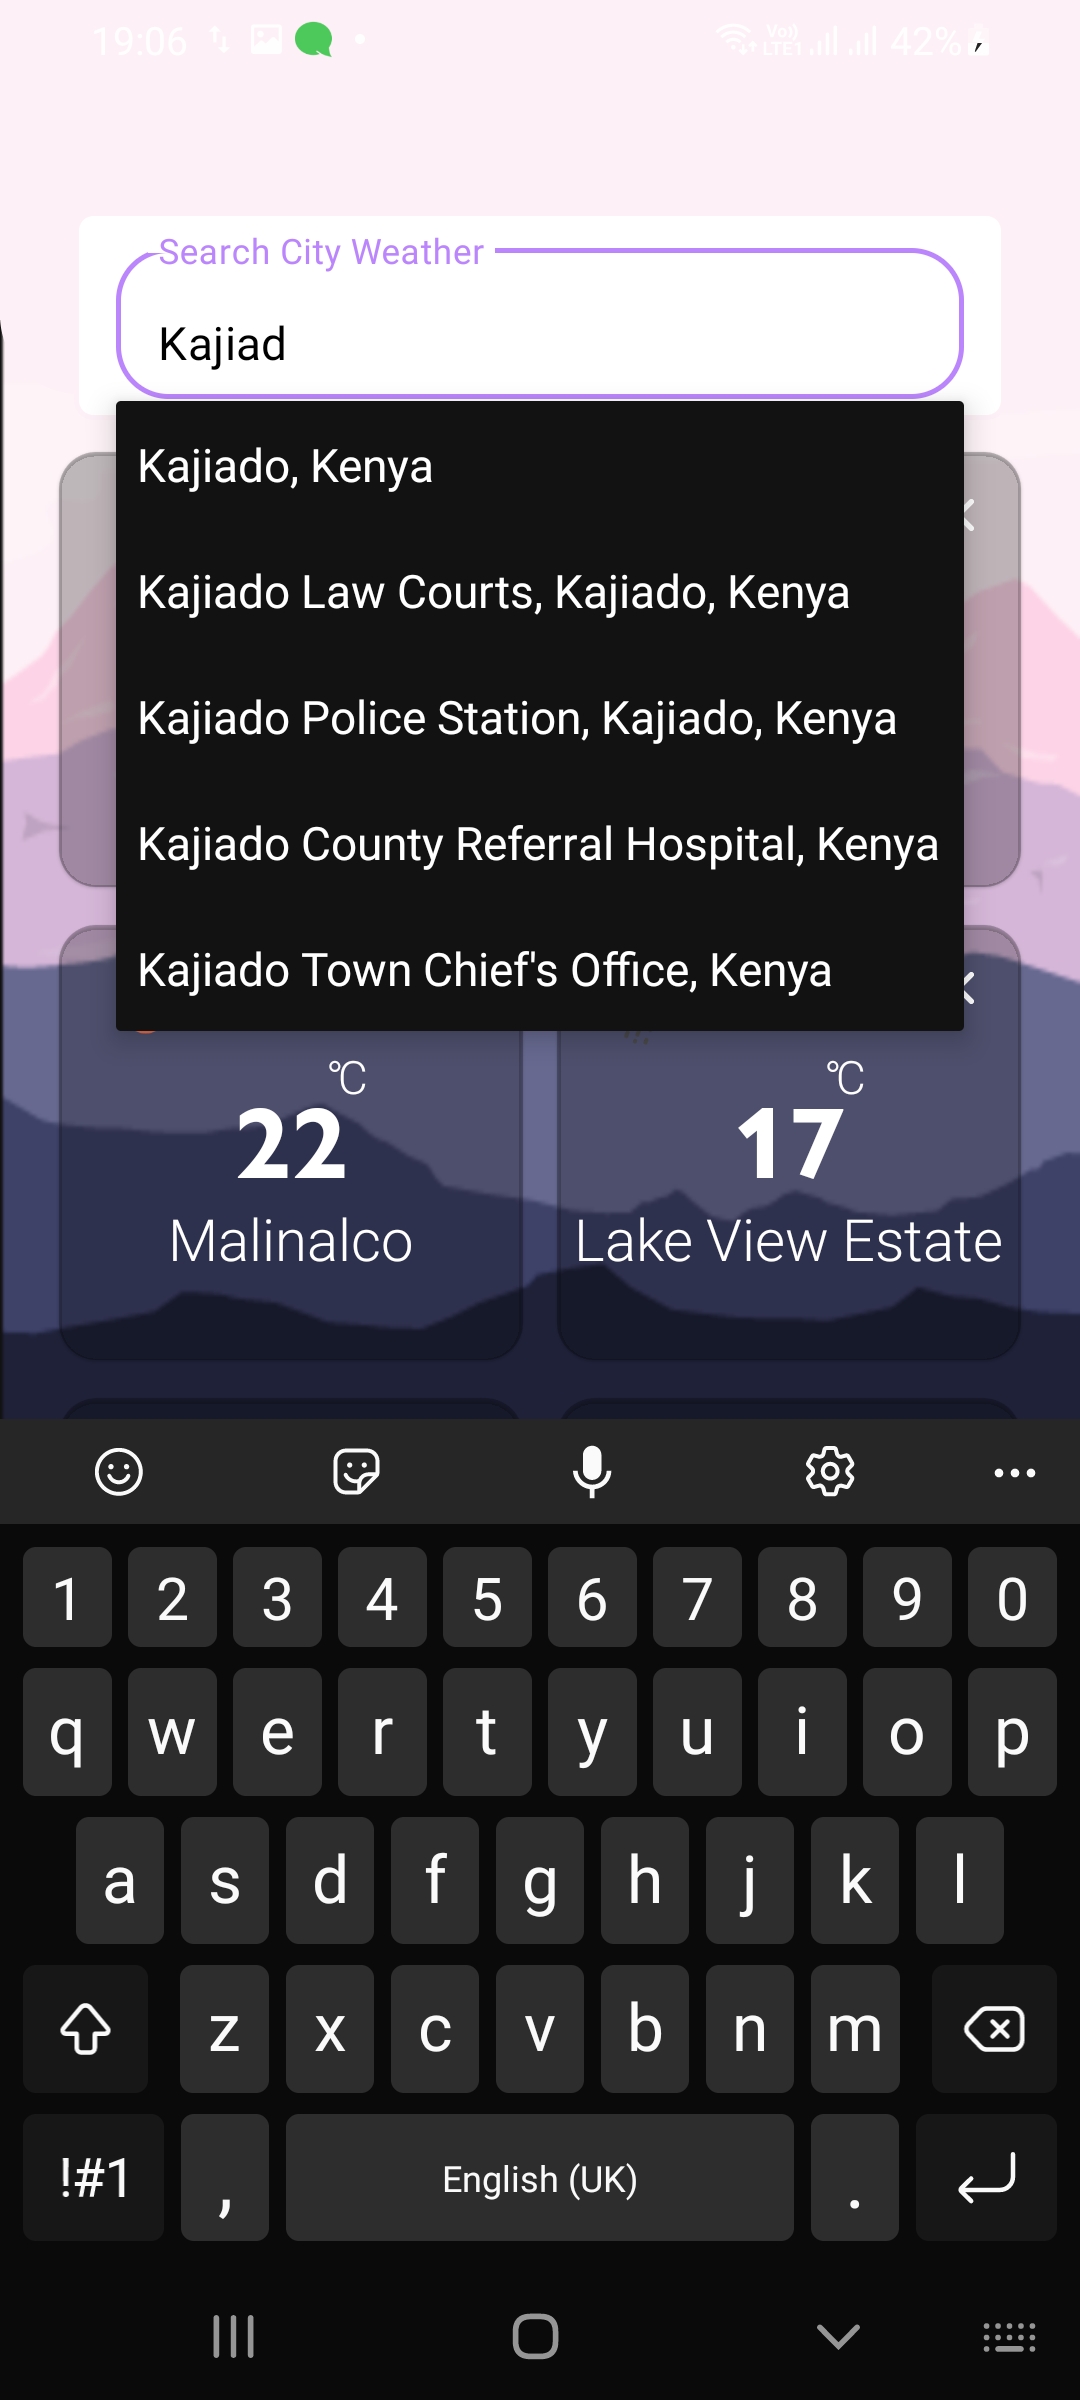 19:06 Vo)) LTE1 42%
Search City Weather
Kajiad
Kajiado, Kenya
Kajiado Law Courts, Kajiado, Kenya
Kajiado Police Station, Kajiado, Kenya
Kajiado County Referral Hospital, Kenya
Kajiado Town Chief's Office, Kenya
°C °C
22 17
Malinalco Lake View Estate
1 2 3 4 5 6 7 8 9 0
q w e r t y u i o p
a s d f g h j k l
z x c v b n m
!#1 , English (UK) .